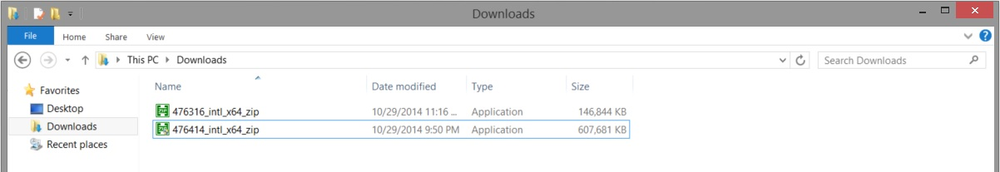 Downloads
File Home Share View
This PC Downloads Search Downloads
Favorites
Desktop
Downloads
Recent places
Name Date modified Type Size
476316_intl_x64_zip 10/29/2014 11:16 ... Application 146,844 KB
476414_intl_x64_zip 10/29/2014 9:50 PM Application 607,681 KB